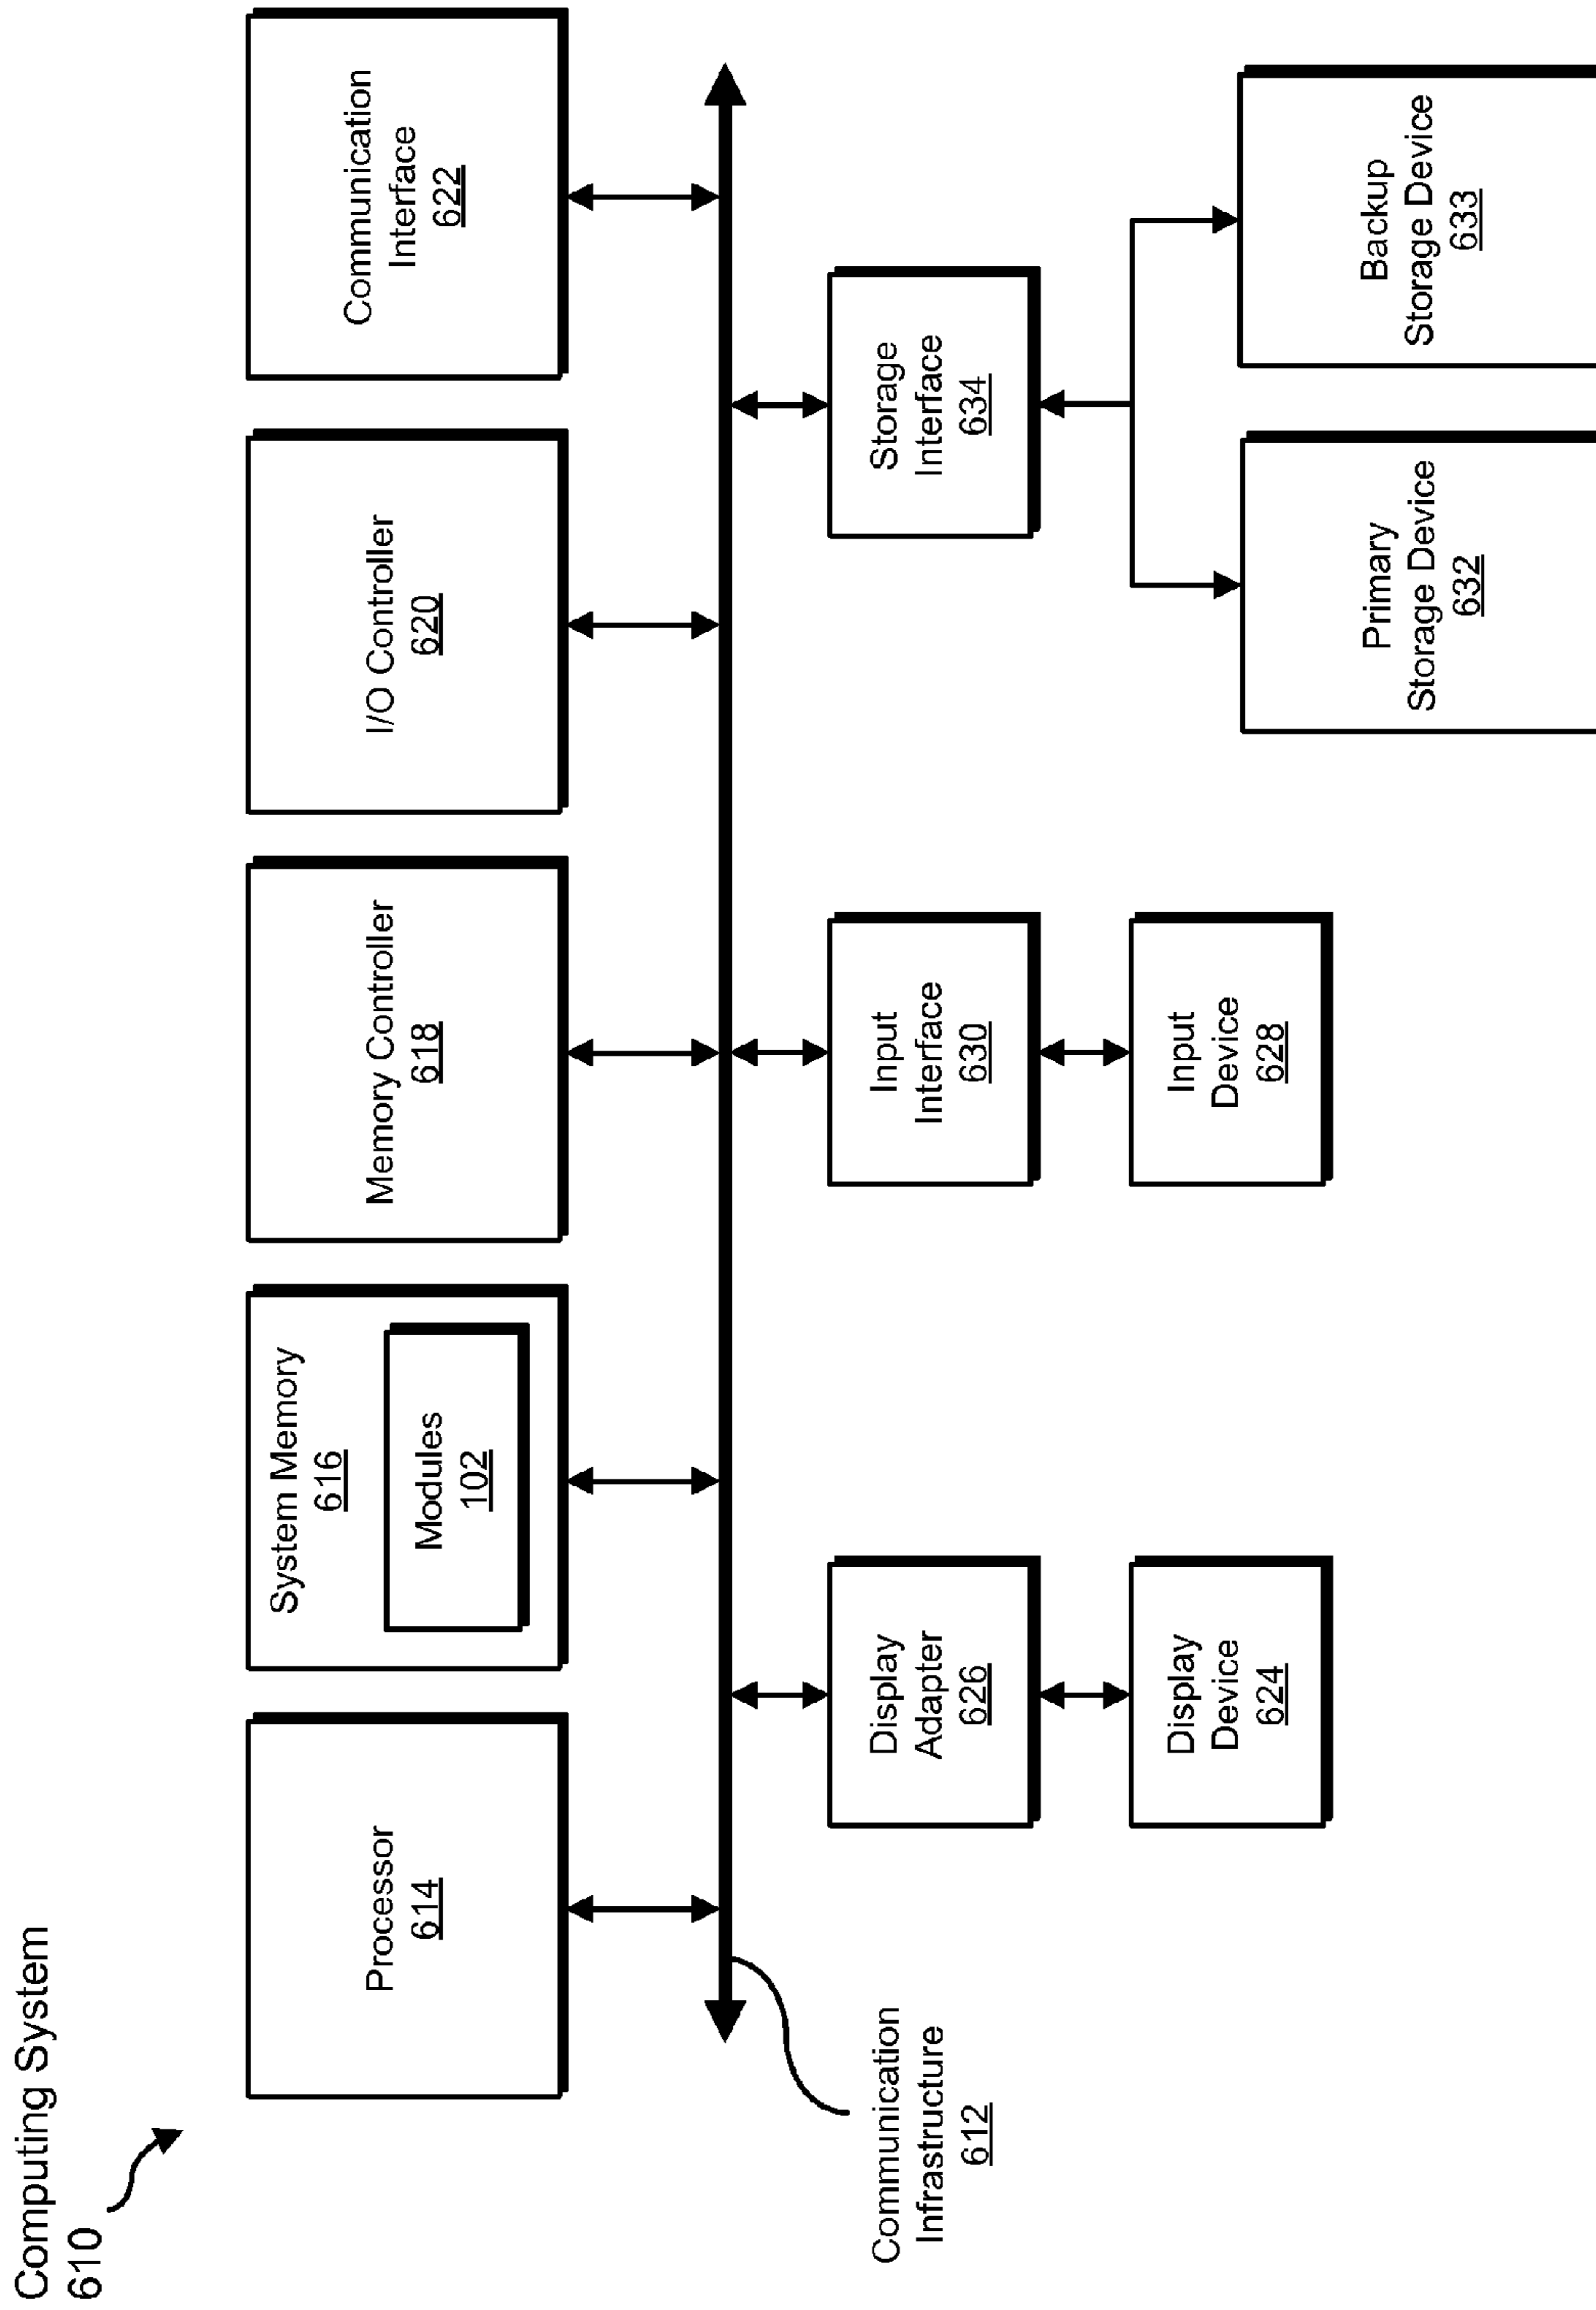 Computing System
610
Processor
614
System Memory
616
Modules
102
Memory Controller
618
I/O Controller
620
Communication
Interface
622
Communication
Infrastructure
612
Display
Adapter
626
Input
Interface
630
Storage
Interface
634
Display
Device
624
Input
Device
628
Primary
Storage Device
632
Backup
Storage Device
633